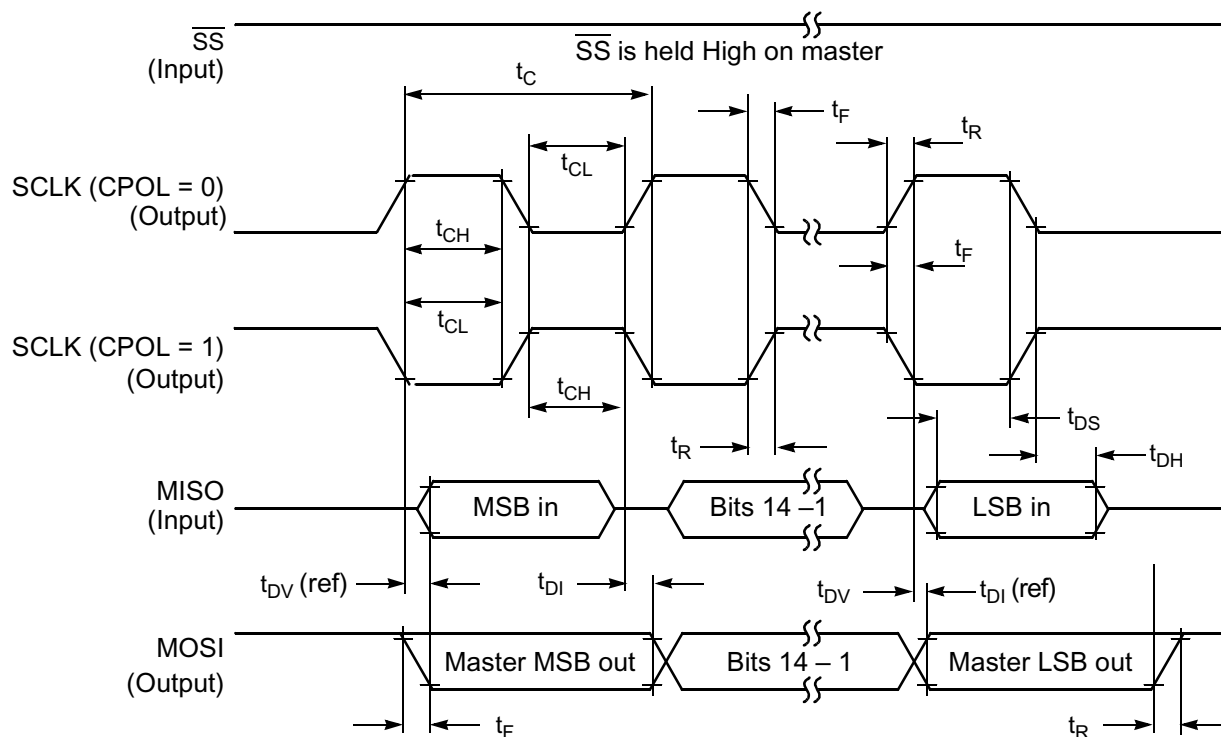 SS
(Input)
SS is held High on master
tC
tF
tR
tCL
SCLK (CPOL = 0)
(Output)
tCH
tF
tCL
SCLK (CPOL = 1)
(Output)
tCH
tDS
tR
tDH
MISO
(Input)
MSB in
Bits 14 –1
LSB in
tDV (ref)
tDI
tDV
tDI (ref)
MOSI
(Output)
Master MSB out
Bits 14 – 1
Master LSB out
tF
tR